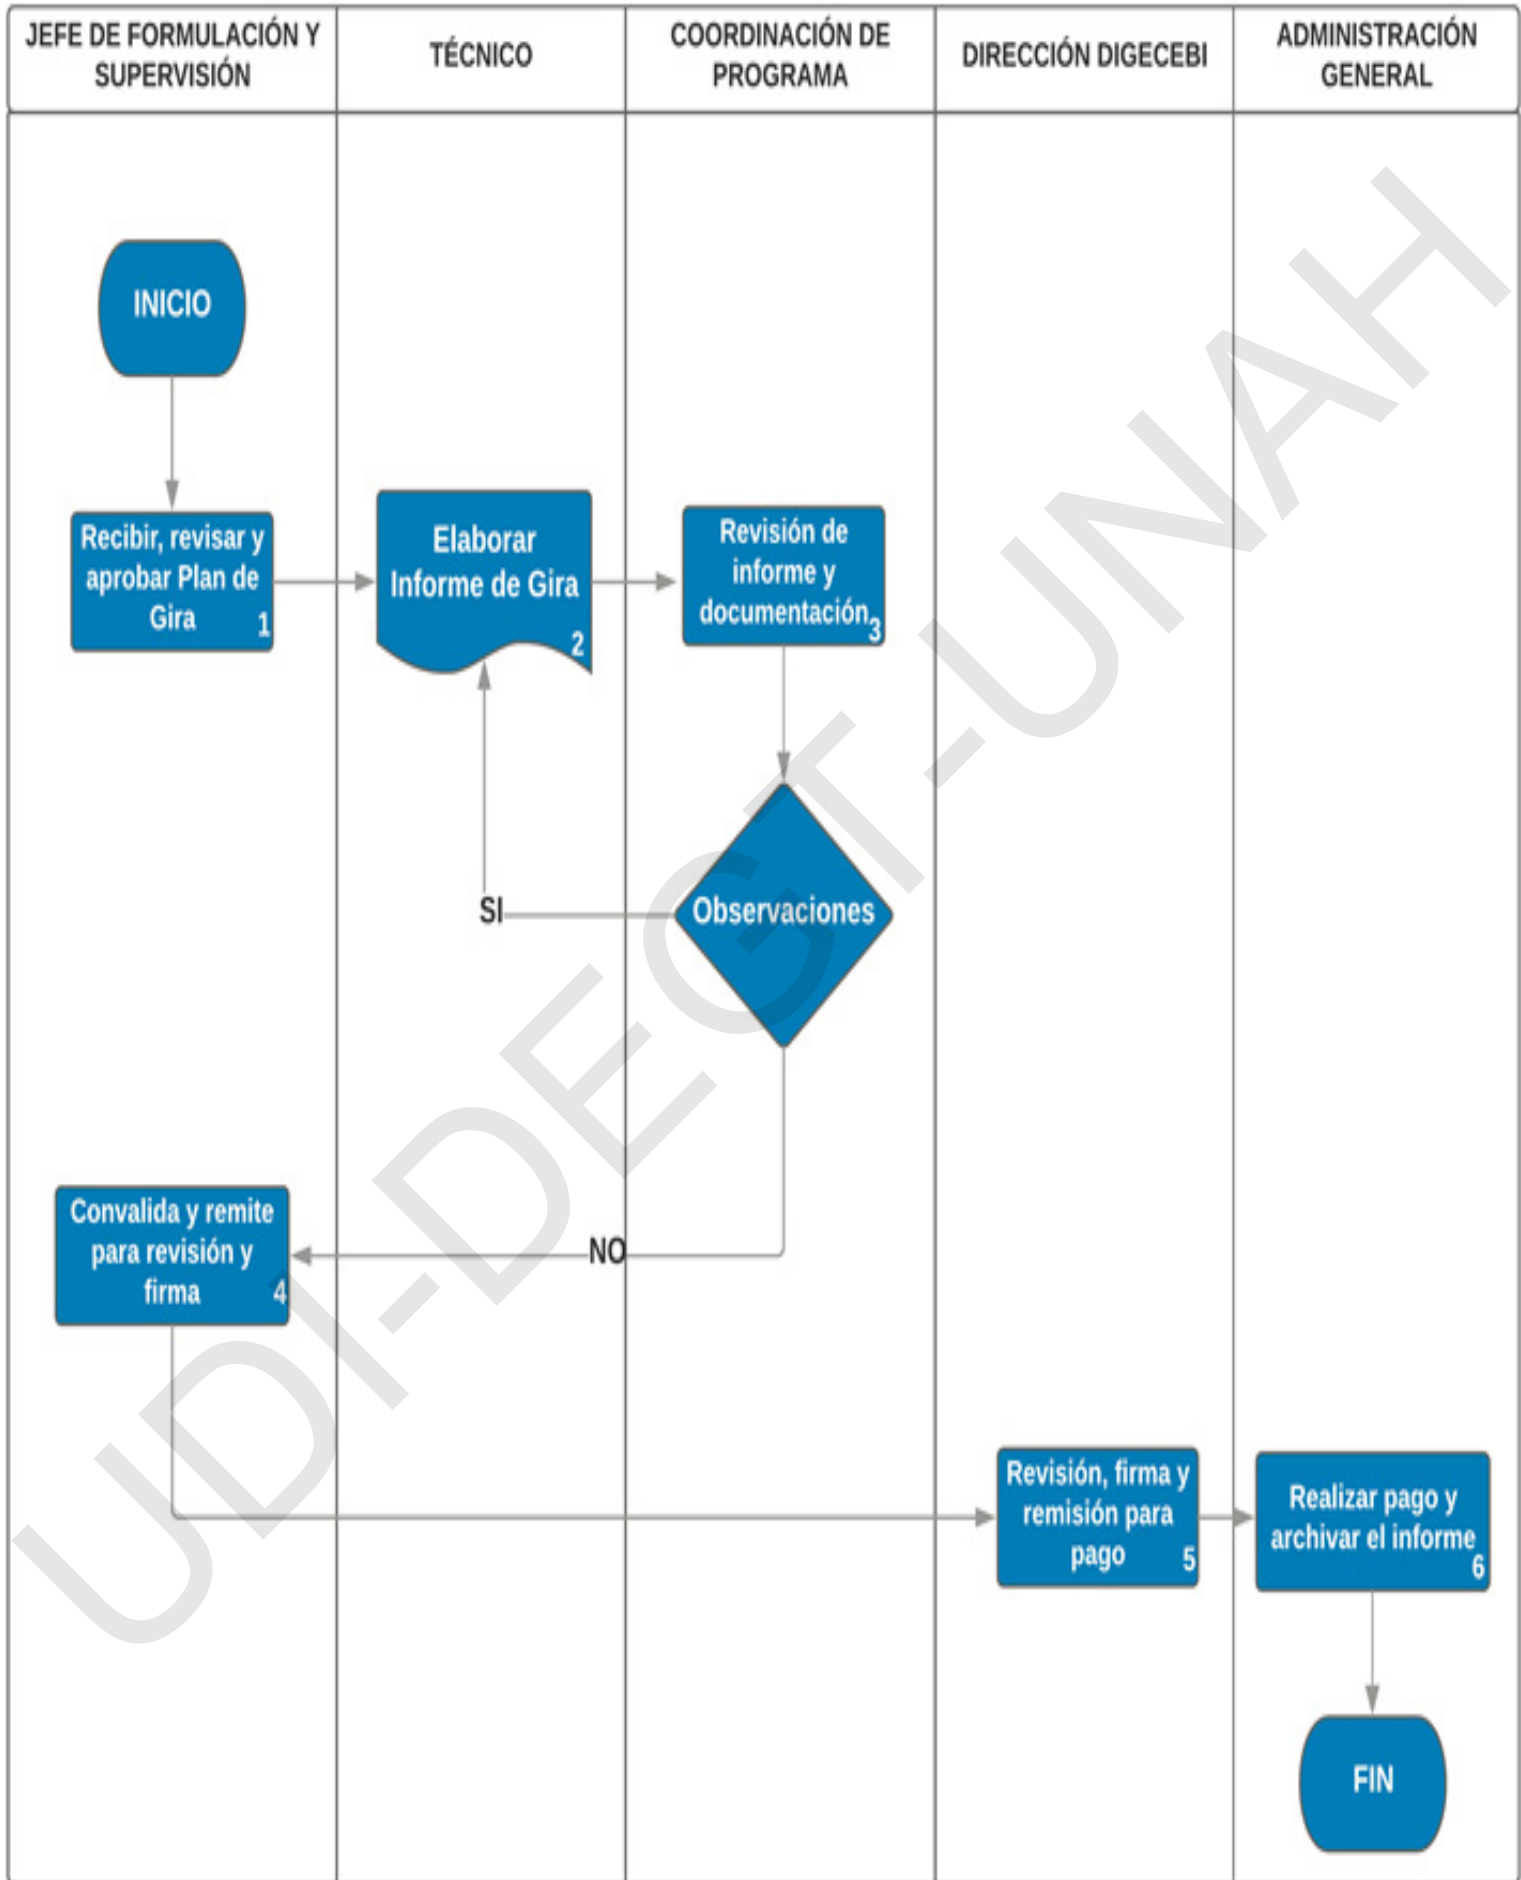 JEFE DE FORMULACIÓN Y
SUPERVISIÓN
TÉCNICO
COORDINACIÓN DE
PROGRAMA
DIRECCIÓN DIGECEBI
ADMINISTRACIÓN
GENERAL
INICIO
Recibir, revisar y
aprobar Plan de
Gira
1
Elaborar
Informe de Gira
2
Revisión de
informe y
documentación
3
Observaciones
SI
NO
Convalida y remite
para revisión y
firma
4
Revisión, firma y
remisión para
pago
5
Realizar pago y
archivar el informe
6
FIN
UDI-DEGT-UNAH